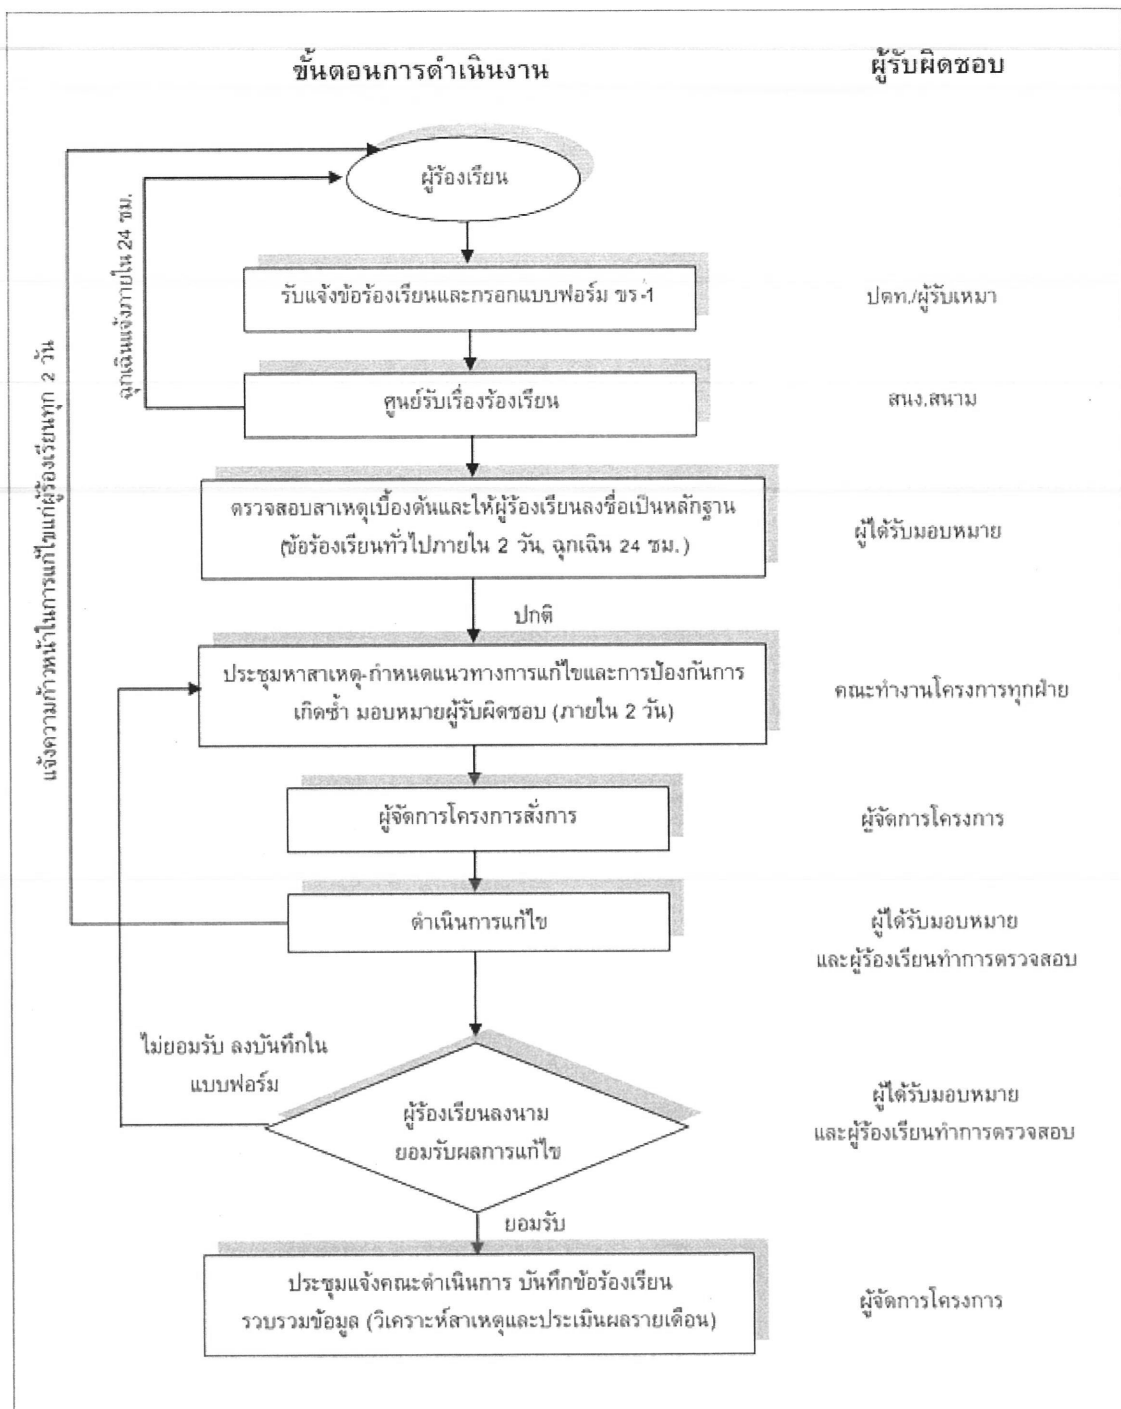 ขั้นตอนการดำเนินงาน
ผู้รับผิดชอบ
ผู้ร้องเรียน
ฉุกเฉินแจ้งภายใน 24 ชม.
แจ้งความก้าวหน้าในการแก้ไขแก่ผู้ร้องเรียนทุก 2 วัน
รับแจ้งข้อร้องเรียนและกรอกแบบฟอร์ม ขร-1
ปตท./ผู้รับเหมา
ศูนย์รับเรื่องร้องเรียน
สนง.สนาม
ตรวจสอบสาเหตุเบื้องต้นและให้ผู้ร้องเรียนลงชื่อเป็นหลักฐาน
(ข้อร้องเรียนทั่วไปภายใน 2 วัน, ฉุกเฉิน 24 ชม.)
ผู้ได้รับมอบหมาย
ปกติ
ประชุมหาสาเหตุ-กำหนดแนวทางการแก้ไขและการป้องกันการ
เกิดซ้ำ มอบหมายผู้รับผิดชอบ (ภายใน 2 วัน)
คณะทำงานโครงการทุกฝ่าย
ผู้จัดการโครงการสั่งการ
ผู้จัดการโครงการ
ดำเนินการแก้ไข
ผู้ได้รับมอบหมาย
และผู้ร้องเรียนทำการตรวจสอบ
ไม่ยอมรับ ลงบันทึกใน
แบบฟอร์ม
ผู้ร้องเรียนลงนาม
ยอมรับผลการแก้ไข
ผู้ได้รับมอบหมาย
และผู้ร้องเรียนทำการตรวจสอบ
ยอมรับ
ประชุมแจ้งคณะดำเนินการ บันทึกข้อร้องเรียน
รวบรวมข้อมูล (วิเคราะห์สาเหตุและประเมินผลรายเดือน)
ผู้จัดการโครงการ